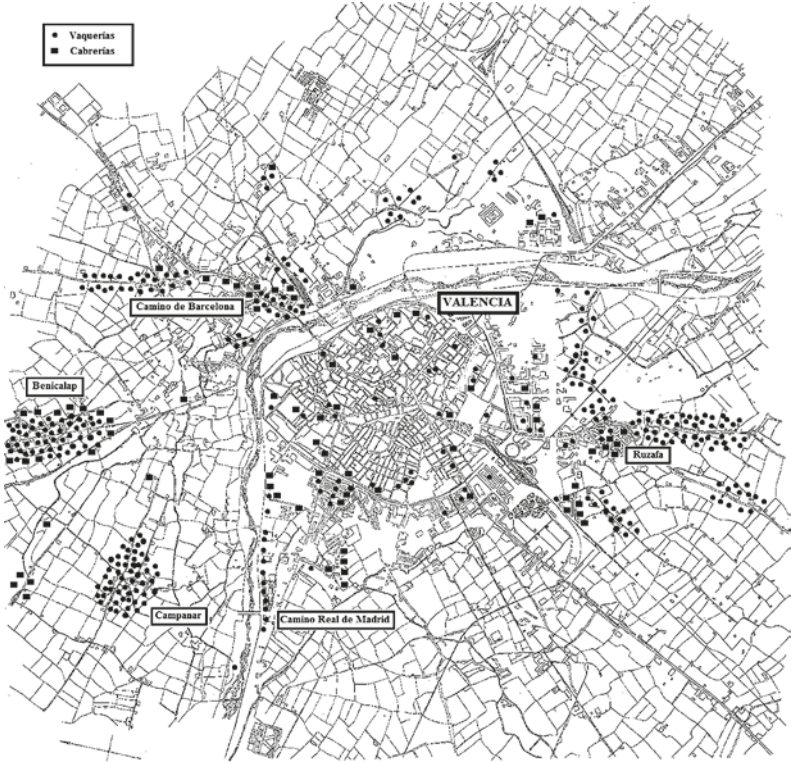 Vaquerías
Cabrerías
VALENCIA
Camino de Barcelona
Benicalap
Ruzafa
Campanar
Camino Real de Madrid